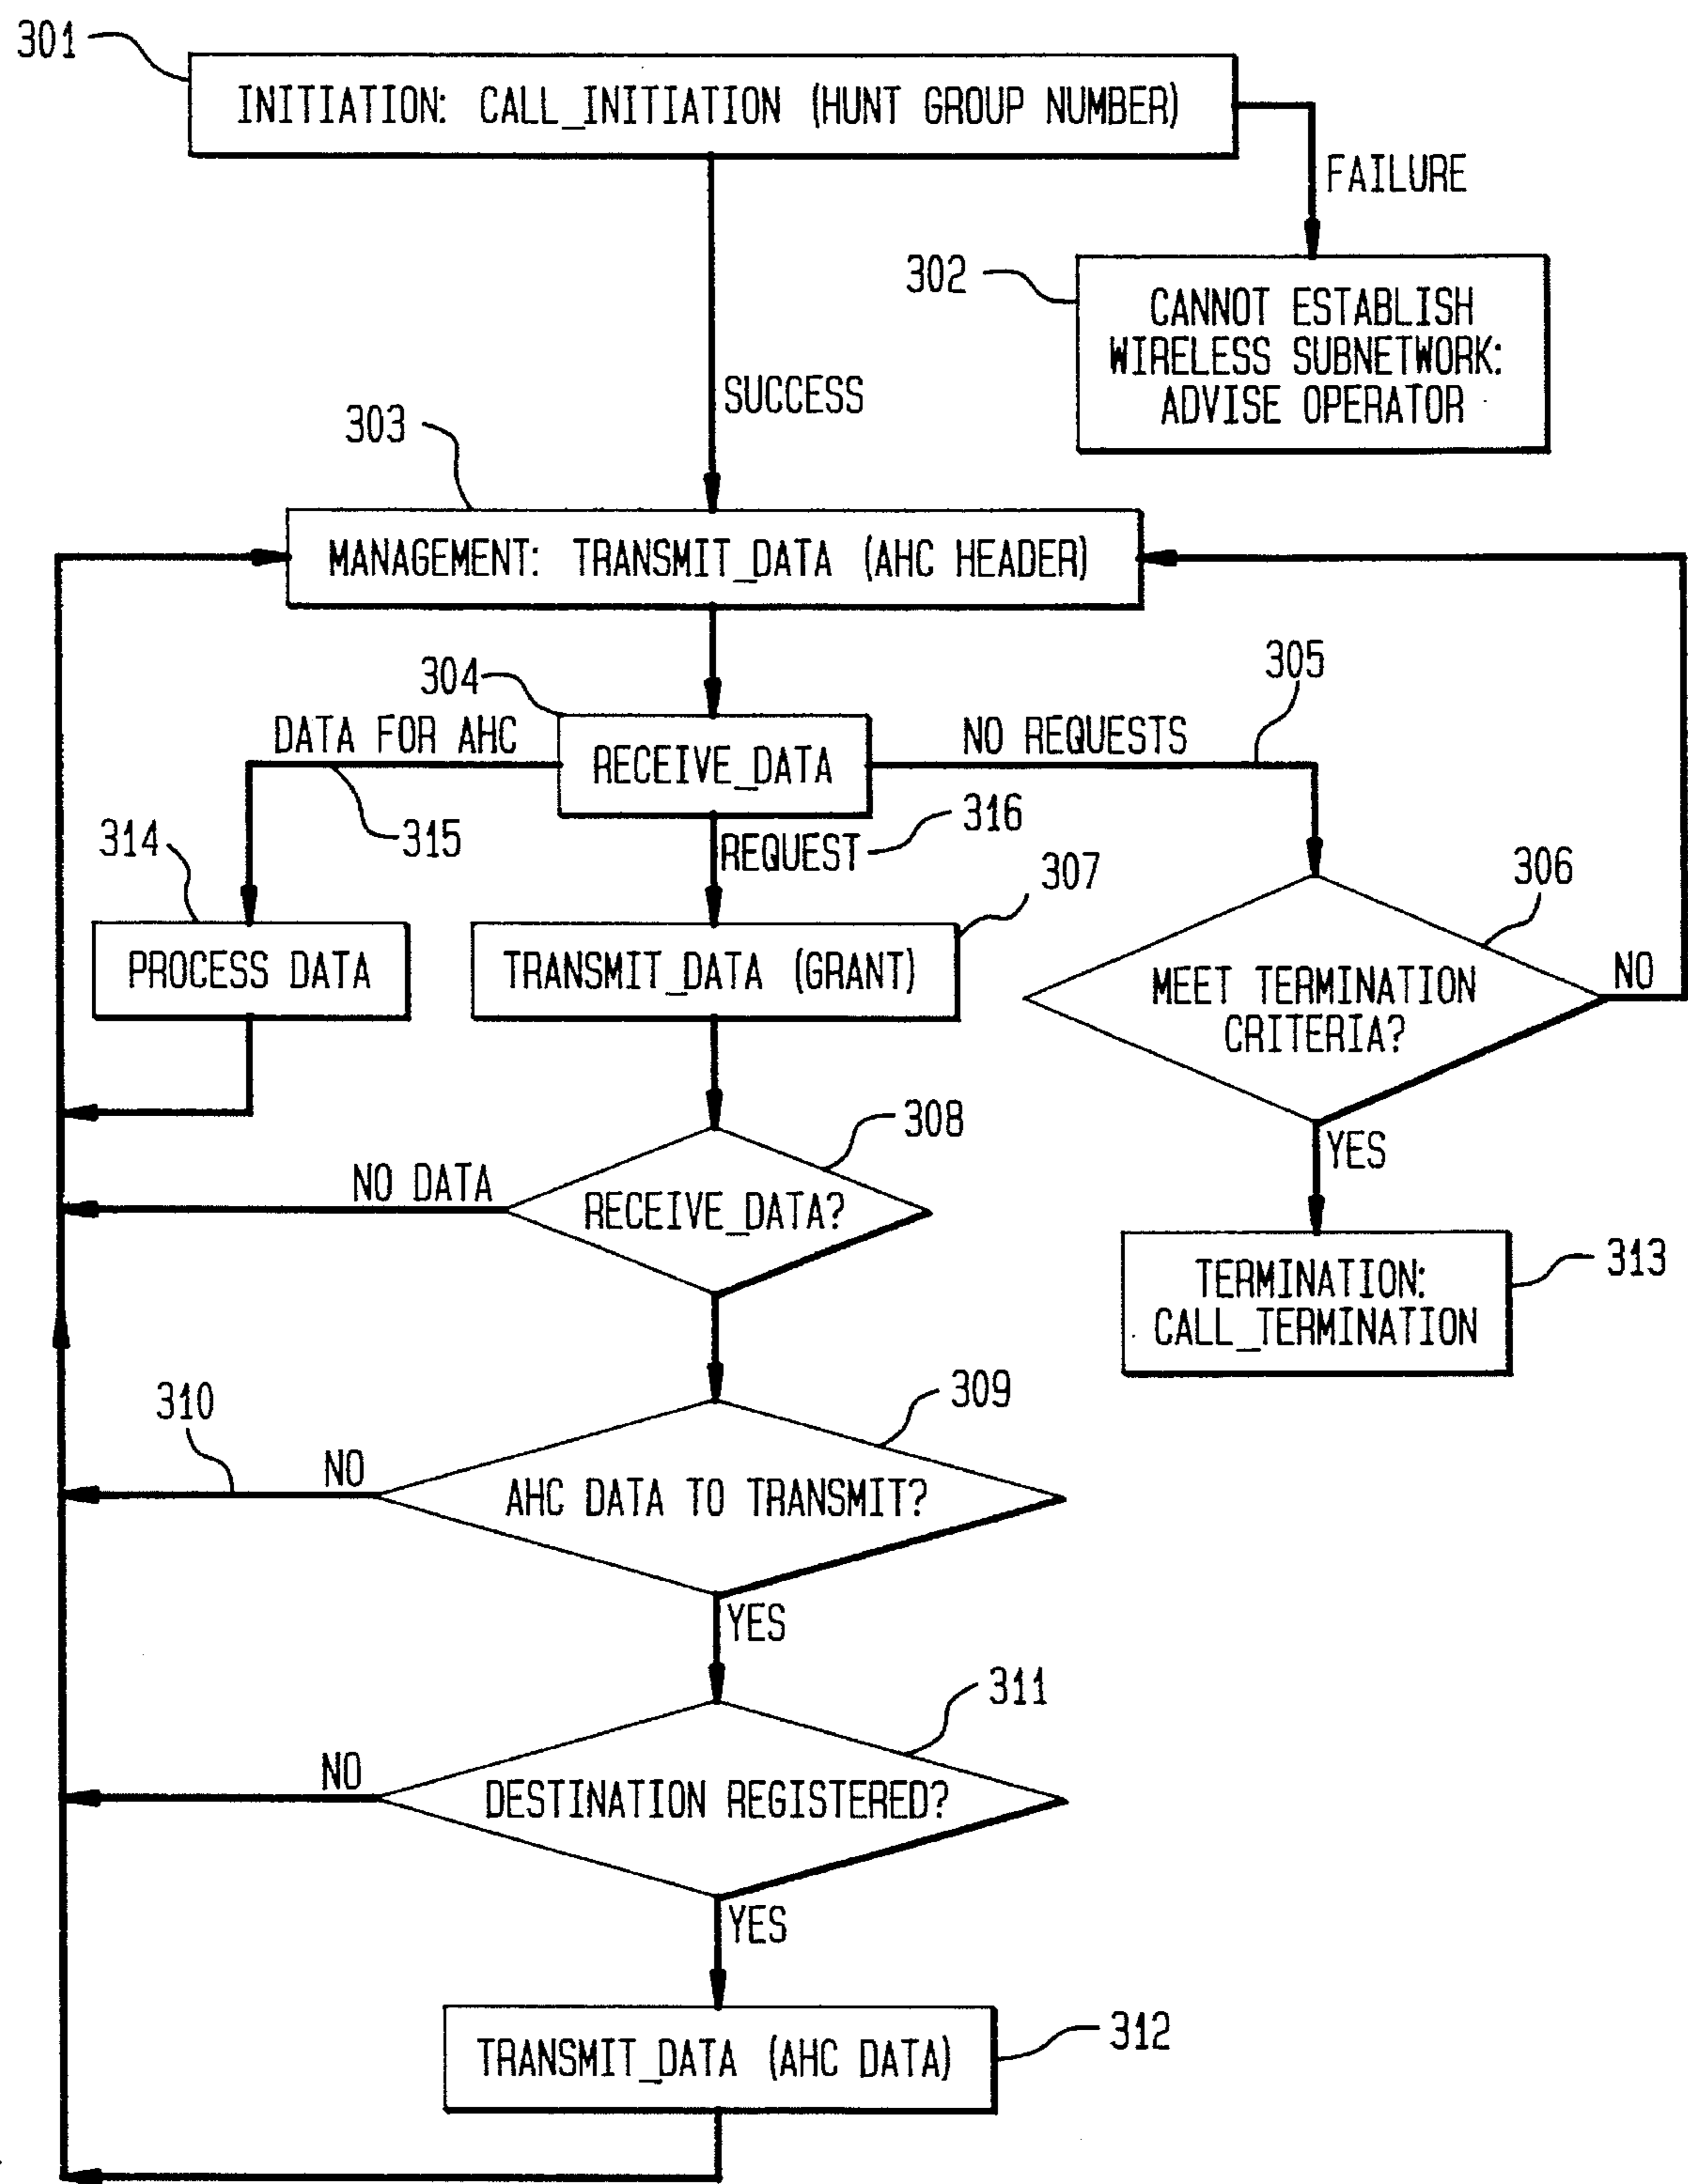 301
INITIATION: CALL_INITIATION (HUNT GROUP NUMBER)
FAILURE
302
CANNOT ESTABLISH
WIRELESS SUBNETWORK:
ADVISE OPERATOR
SUCCESS
303
MANAGEMENT: TRANSMIT_DATA (AHC HEADER)
304
305
DATA FOR AHC
RECEIVE_DATA
NO REQUESTS
315
316
REQUEST
314
307
306
PROCESS DATA
TRANSMIT_DATA (GRANT)
MEET TERMINATION
CRITERIA?
NO
308
YES
NO DATA
RECEIVE_DATA?
313
TERMINATION:
CALL_TERMINATION
309
310
NO
AHC DATA TO TRANSMIT?
YES
311
NO
DESTINATION REGISTERED?
YES
312
TRANSMIT_DATA (AHC DATA)